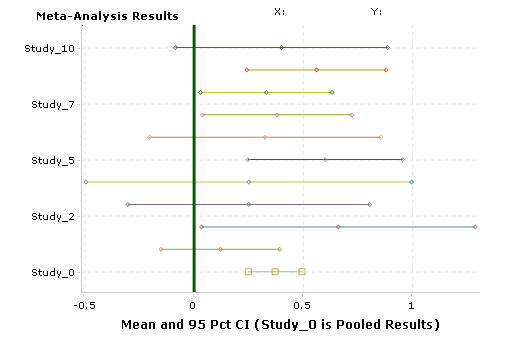 Meta-Analysis Results
X: Y:
Study_10
Study_7
Study_5
Study_2
Study_0
-0.5 0 0.5 1
Mean and 95 Pct CI (Study_0 is Pooled Results)